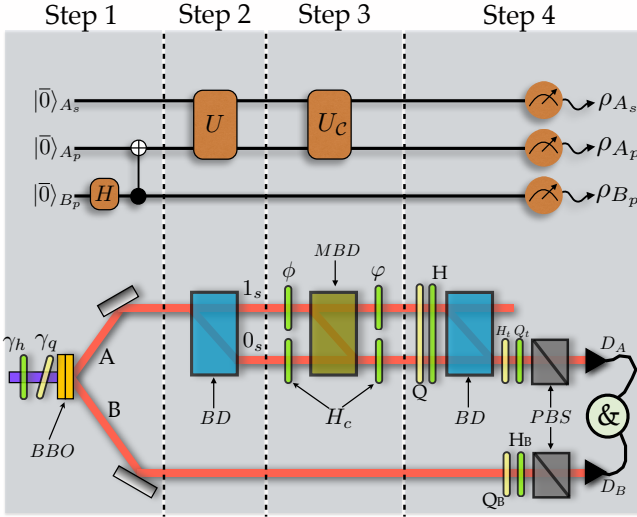 Step 1 Step 2 Step 3 Step 4
|0̅⟩_{A_s} ρ_{A_s}
U U_C
|0̅⟩_{A_p} ρ_{A_p}
|0̅⟩_{B_p} H ρ_{B_p}
MBD
ϕ φ H
1_s
γ_h γ_q
0_s
H_t Q_t D_A
A
B
Q
BBO BD H_c BD PBS &
H_B
Q_B D_B